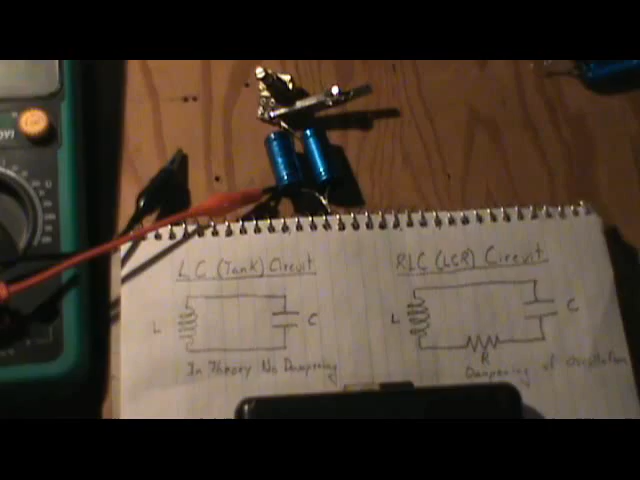 LC (Tank) Circuit
L
C
In Theory No Dampening
RLC (LCR) Circuit
L
C
R
Dampening of Oscillation